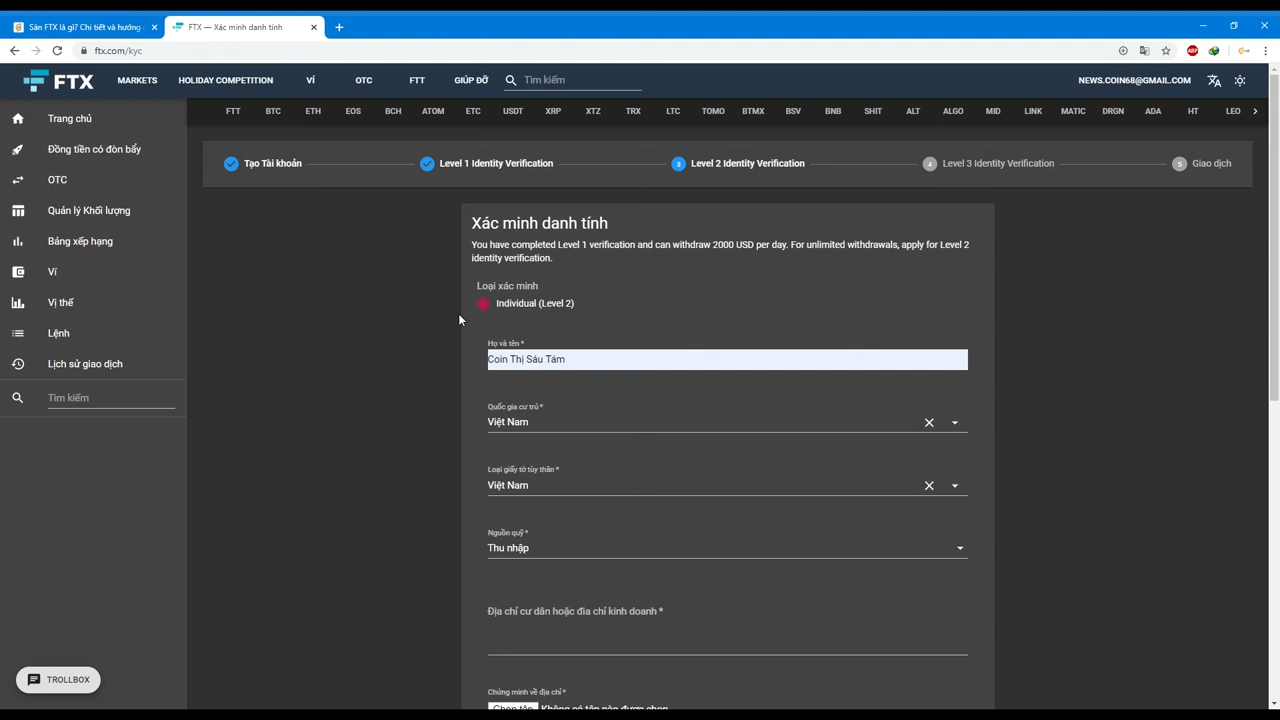 Sàn FTX là gì? Chi tiết và hướng
FTX — Xác minh danh tính
ftx.com/kyc
ABP
FTX
MARKETS
HOLIDAY COMPETITION
VÍ
OTC
FTT
GIÚP ĐỠ
Tìm kiếm
NEWS.COIN68@GMAIL.COM
FTT BTC ETH EOS BCH ATOM ETC USDT XRP XTZ TRX LTC TOMO BTMX BSV BNB SHIT ALT ALGO MID LINK MATIC DRGN ADA HT LEO
Trang chủ
Đồng tiền có đòn bẩy
OTC
Quản lý Khối lượng
Bảng xếp hạng
Ví
Vị thế
Lệnh
Lịch sử giao dịch
Tìm kiếm
Tạo Tài khoản
Level 1 Identity Verification
3 Level 2 Identity Verification
4 Level 3 Identity Verification
5 Giao dịch
Xác minh danh tính
You have completed Level 1 verification and can withdraw 2000 USD per day. For unlimited withdrawals, apply for Level 2
identity verification.
Loại xác minh
Individual (Level 2)
Họ và tên *
Coin Thị Sáu Tám
Quốc gia cư trú *
Việt Nam
Loại giấy tờ tùy thân *
Việt Nam
Nguồn quỹ *
Thu nhập
Địa chỉ cư dân hoặc địa chỉ kinh doanh *
Chứng minh về địa chỉ *
Chọn tệp Không có tệp nào được chọn
TROLLBOX